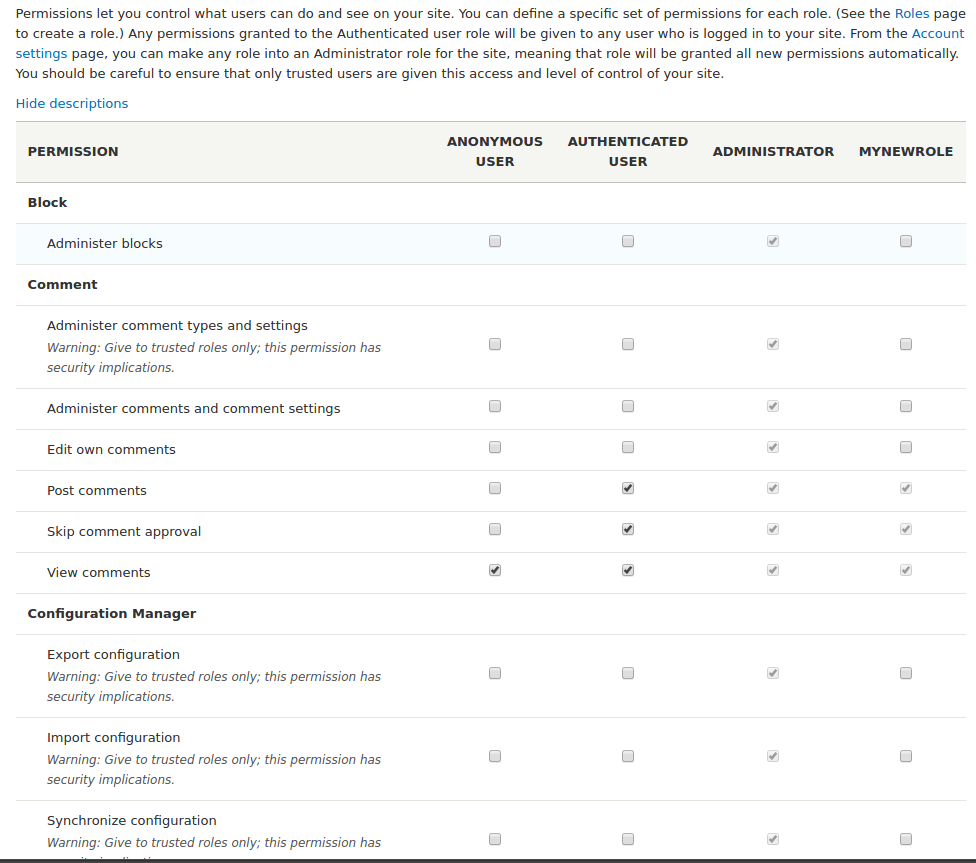 Permissions let you control what users can do and see on your site. You can define a specific set of permissions for each role. (See the Roles page
to create a role.) Any permissions granted to the Authenticated user role will be given to any user who is logged in to your site. From the Account
settings page, you can make any role into an Administrator role for the site, meaning that role will be granted all new permissions automatically.
You should be careful to ensure that only trusted users are given this access and level of control of your site.
Hide descriptions
PERMISSION
ANONYMOUS
USER
AUTHENTICATED
USER
ADMINISTRATOR
MYNEWROLE
Block
Administer blocks
Comment
Administer comment types and settings
Warning: Give to trusted roles only; this permission has
security implications.
Administer comments and comment settings
Edit own comments
Post comments
Skip comment approval
View comments
Configuration Manager
Export configuration
Warning: Give to trusted roles only; this permission has
security implications.
Import configuration
Warning: Give to trusted roles only; this permission has
security implications.
Synchronize configuration
Warning: Give to trusted roles only; this permission has